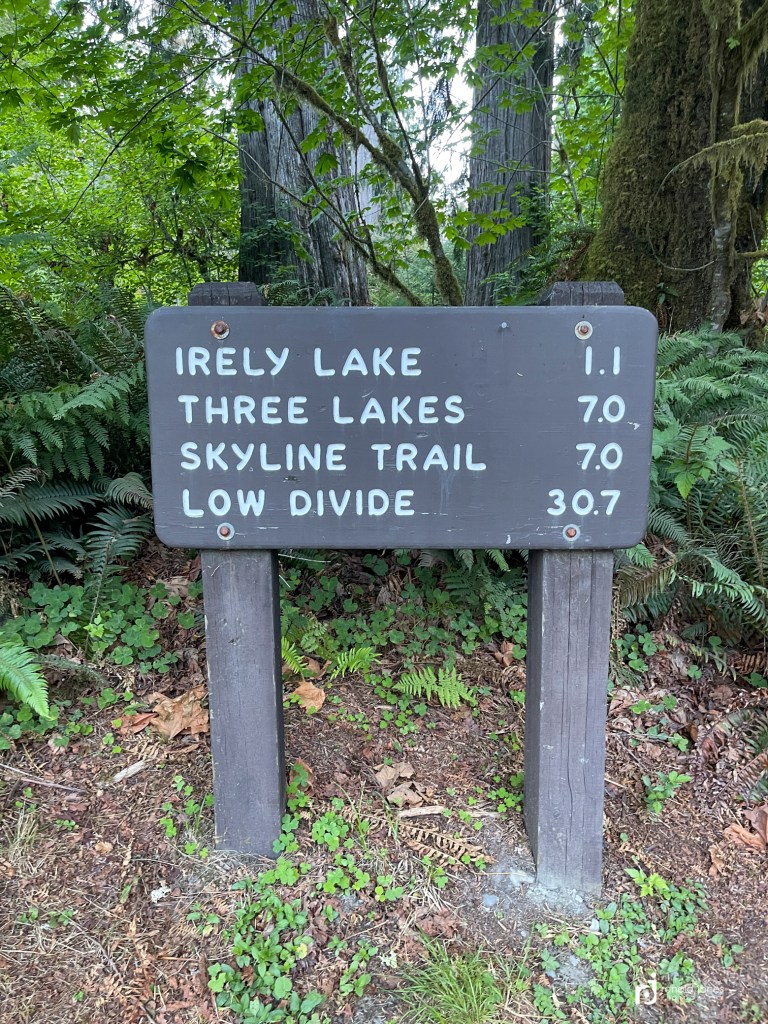 IRELY LAKE 1.1
THREE LAKES 7.0
SKYLINE TRAIL 7.0
LOW DIVIDE 30.7